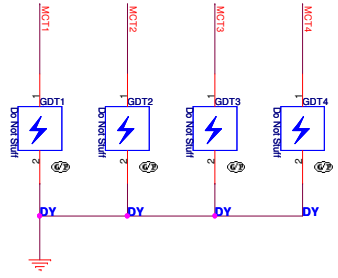 MCT1
MCT2
MCT3
MCT4
1
1
1
1
GDT1
GDT2
GDT3
GDT4
Do Not Stuff
Do Not Stuff
Do Not Stuff
Do Not Stuff
2
2
2
2
DY
DY
DY
DY